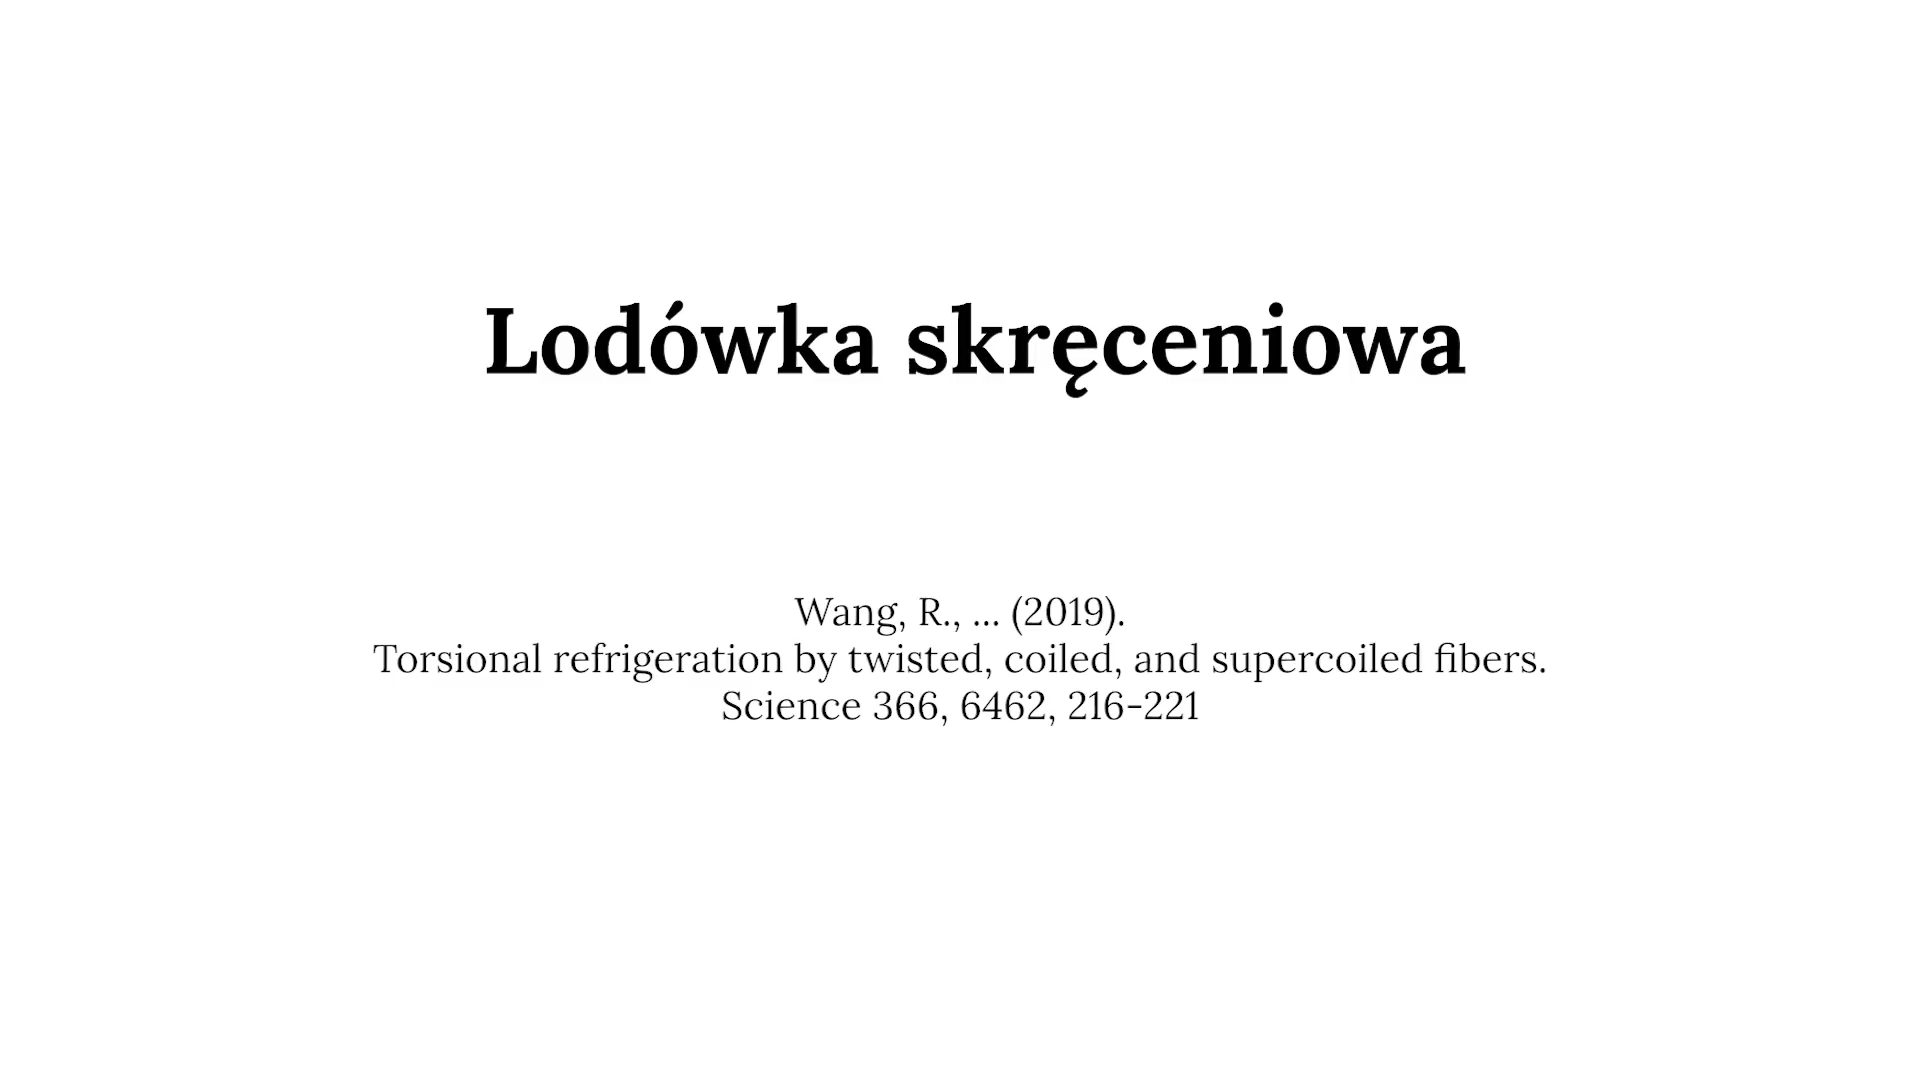 Lodówka skręceniowa
Wang, R., ... (2019).
Torsional refrigeration by twisted, coiled, and supercoiled fibers.
Science 366, 6462, 216-221